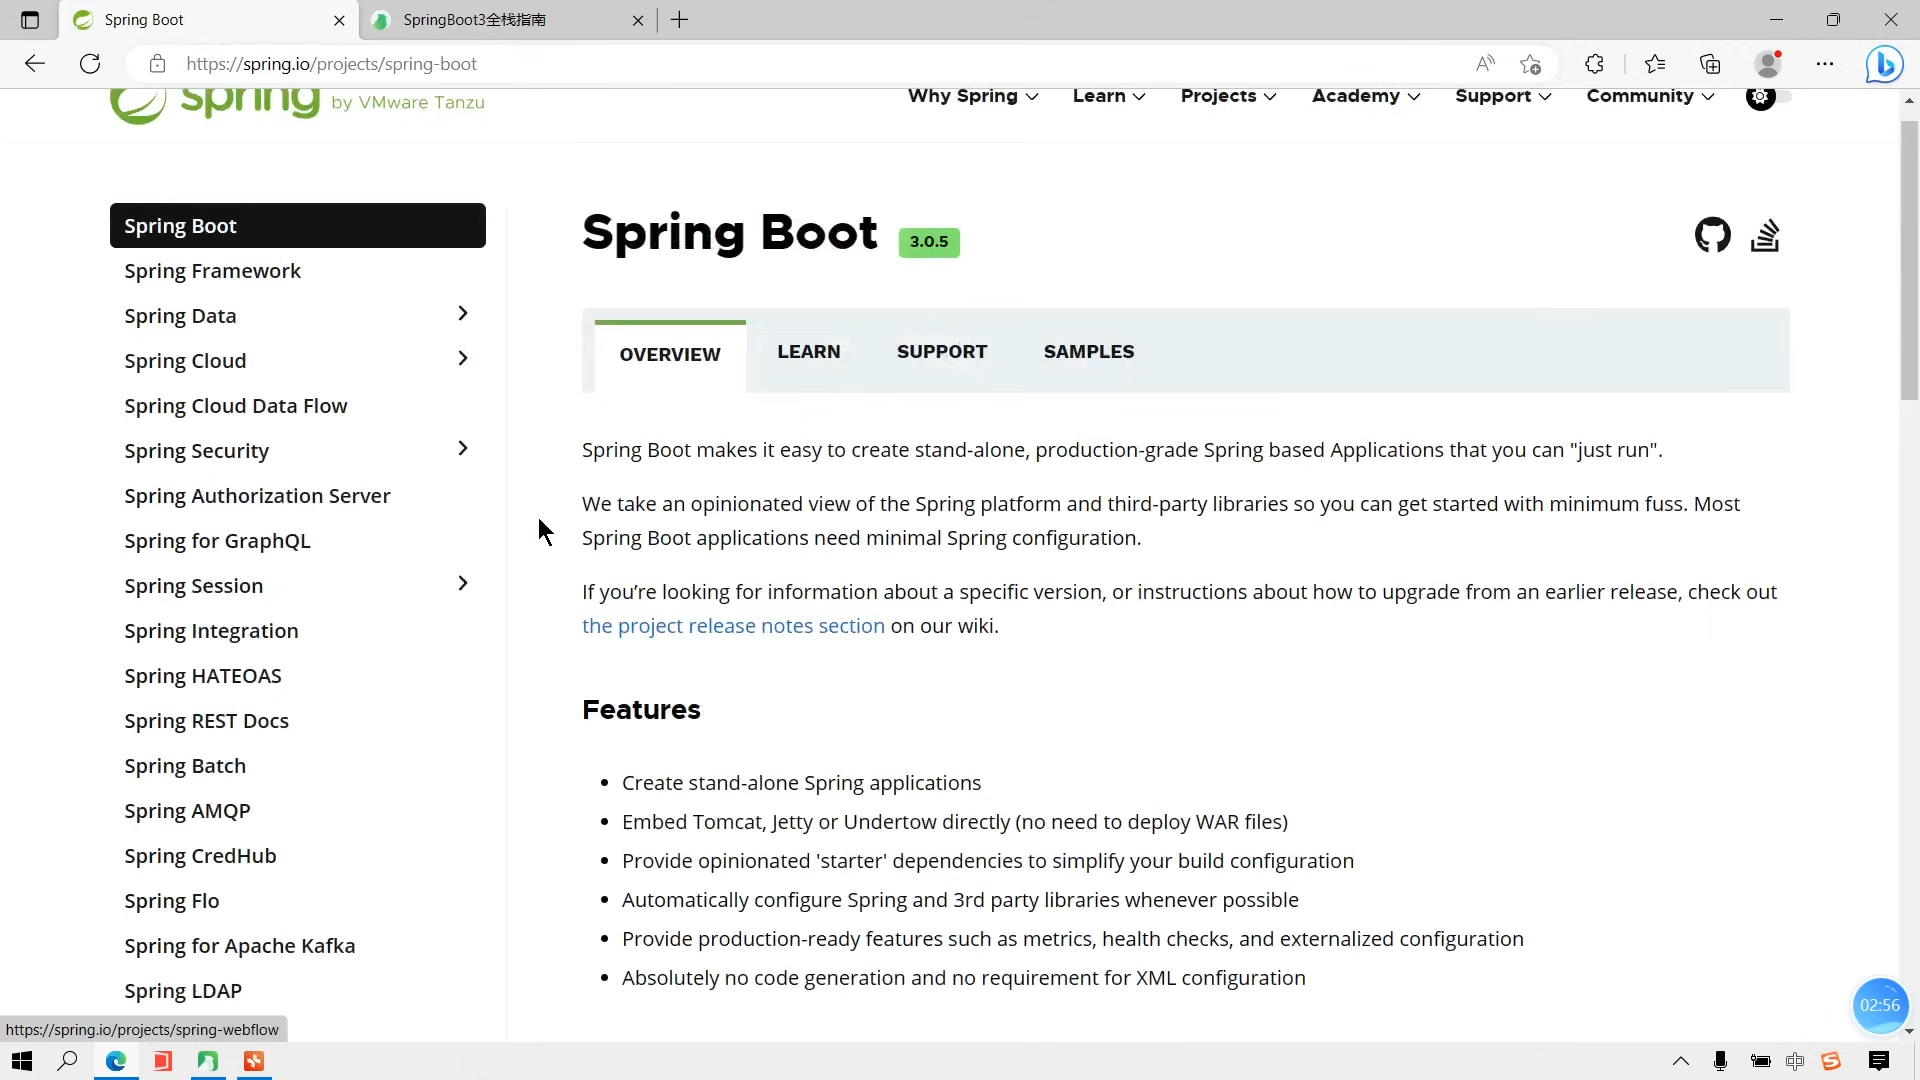 Spring Boot
SpringBoot3全栈指南
https://spring.io/projects/spring-boot
spring by VMware Tanzu
Why Spring
Learn
Projects
Academy
Support
Community
Spring Boot
Spring Framework
Spring Data
Spring Cloud
Spring Cloud Data Flow
Spring Security
Spring Authorization Server
Spring for GraphQL
Spring Session
Spring Integration
Spring HATEOAS
Spring REST Docs
Spring Batch
Spring AMQP
Spring CredHub
Spring Flo
Spring for Apache Kafka
Spring LDAP
Spring Boot 3.0.5
OVERVIEW
LEARN
SUPPORT
SAMPLES
Spring Boot makes it easy to create stand-alone, production-grade Spring based Applications that you can "just run".
We take an opinionated view of the Spring platform and third-party libraries so you can get started with minimum fuss. Most
Spring Boot applications need minimal Spring configuration.
If you’re looking for information about a specific version, or instructions about how to upgrade from an earlier release, check out
the project release notes section on our wiki.
Features
• Create stand-alone Spring applications
• Embed Tomcat, Jetty or Undertow directly (no need to deploy WAR files)
• Provide opinionated 'starter' dependencies to simplify your build configuration
• Automatically configure Spring and 3rd party libraries whenever possible
• Provide production-ready features such as metrics, health checks, and externalized configuration
• Absolutely no code generation and no requirement for XML configuration
02:56
https://spring.io/projects/spring-webflow
中